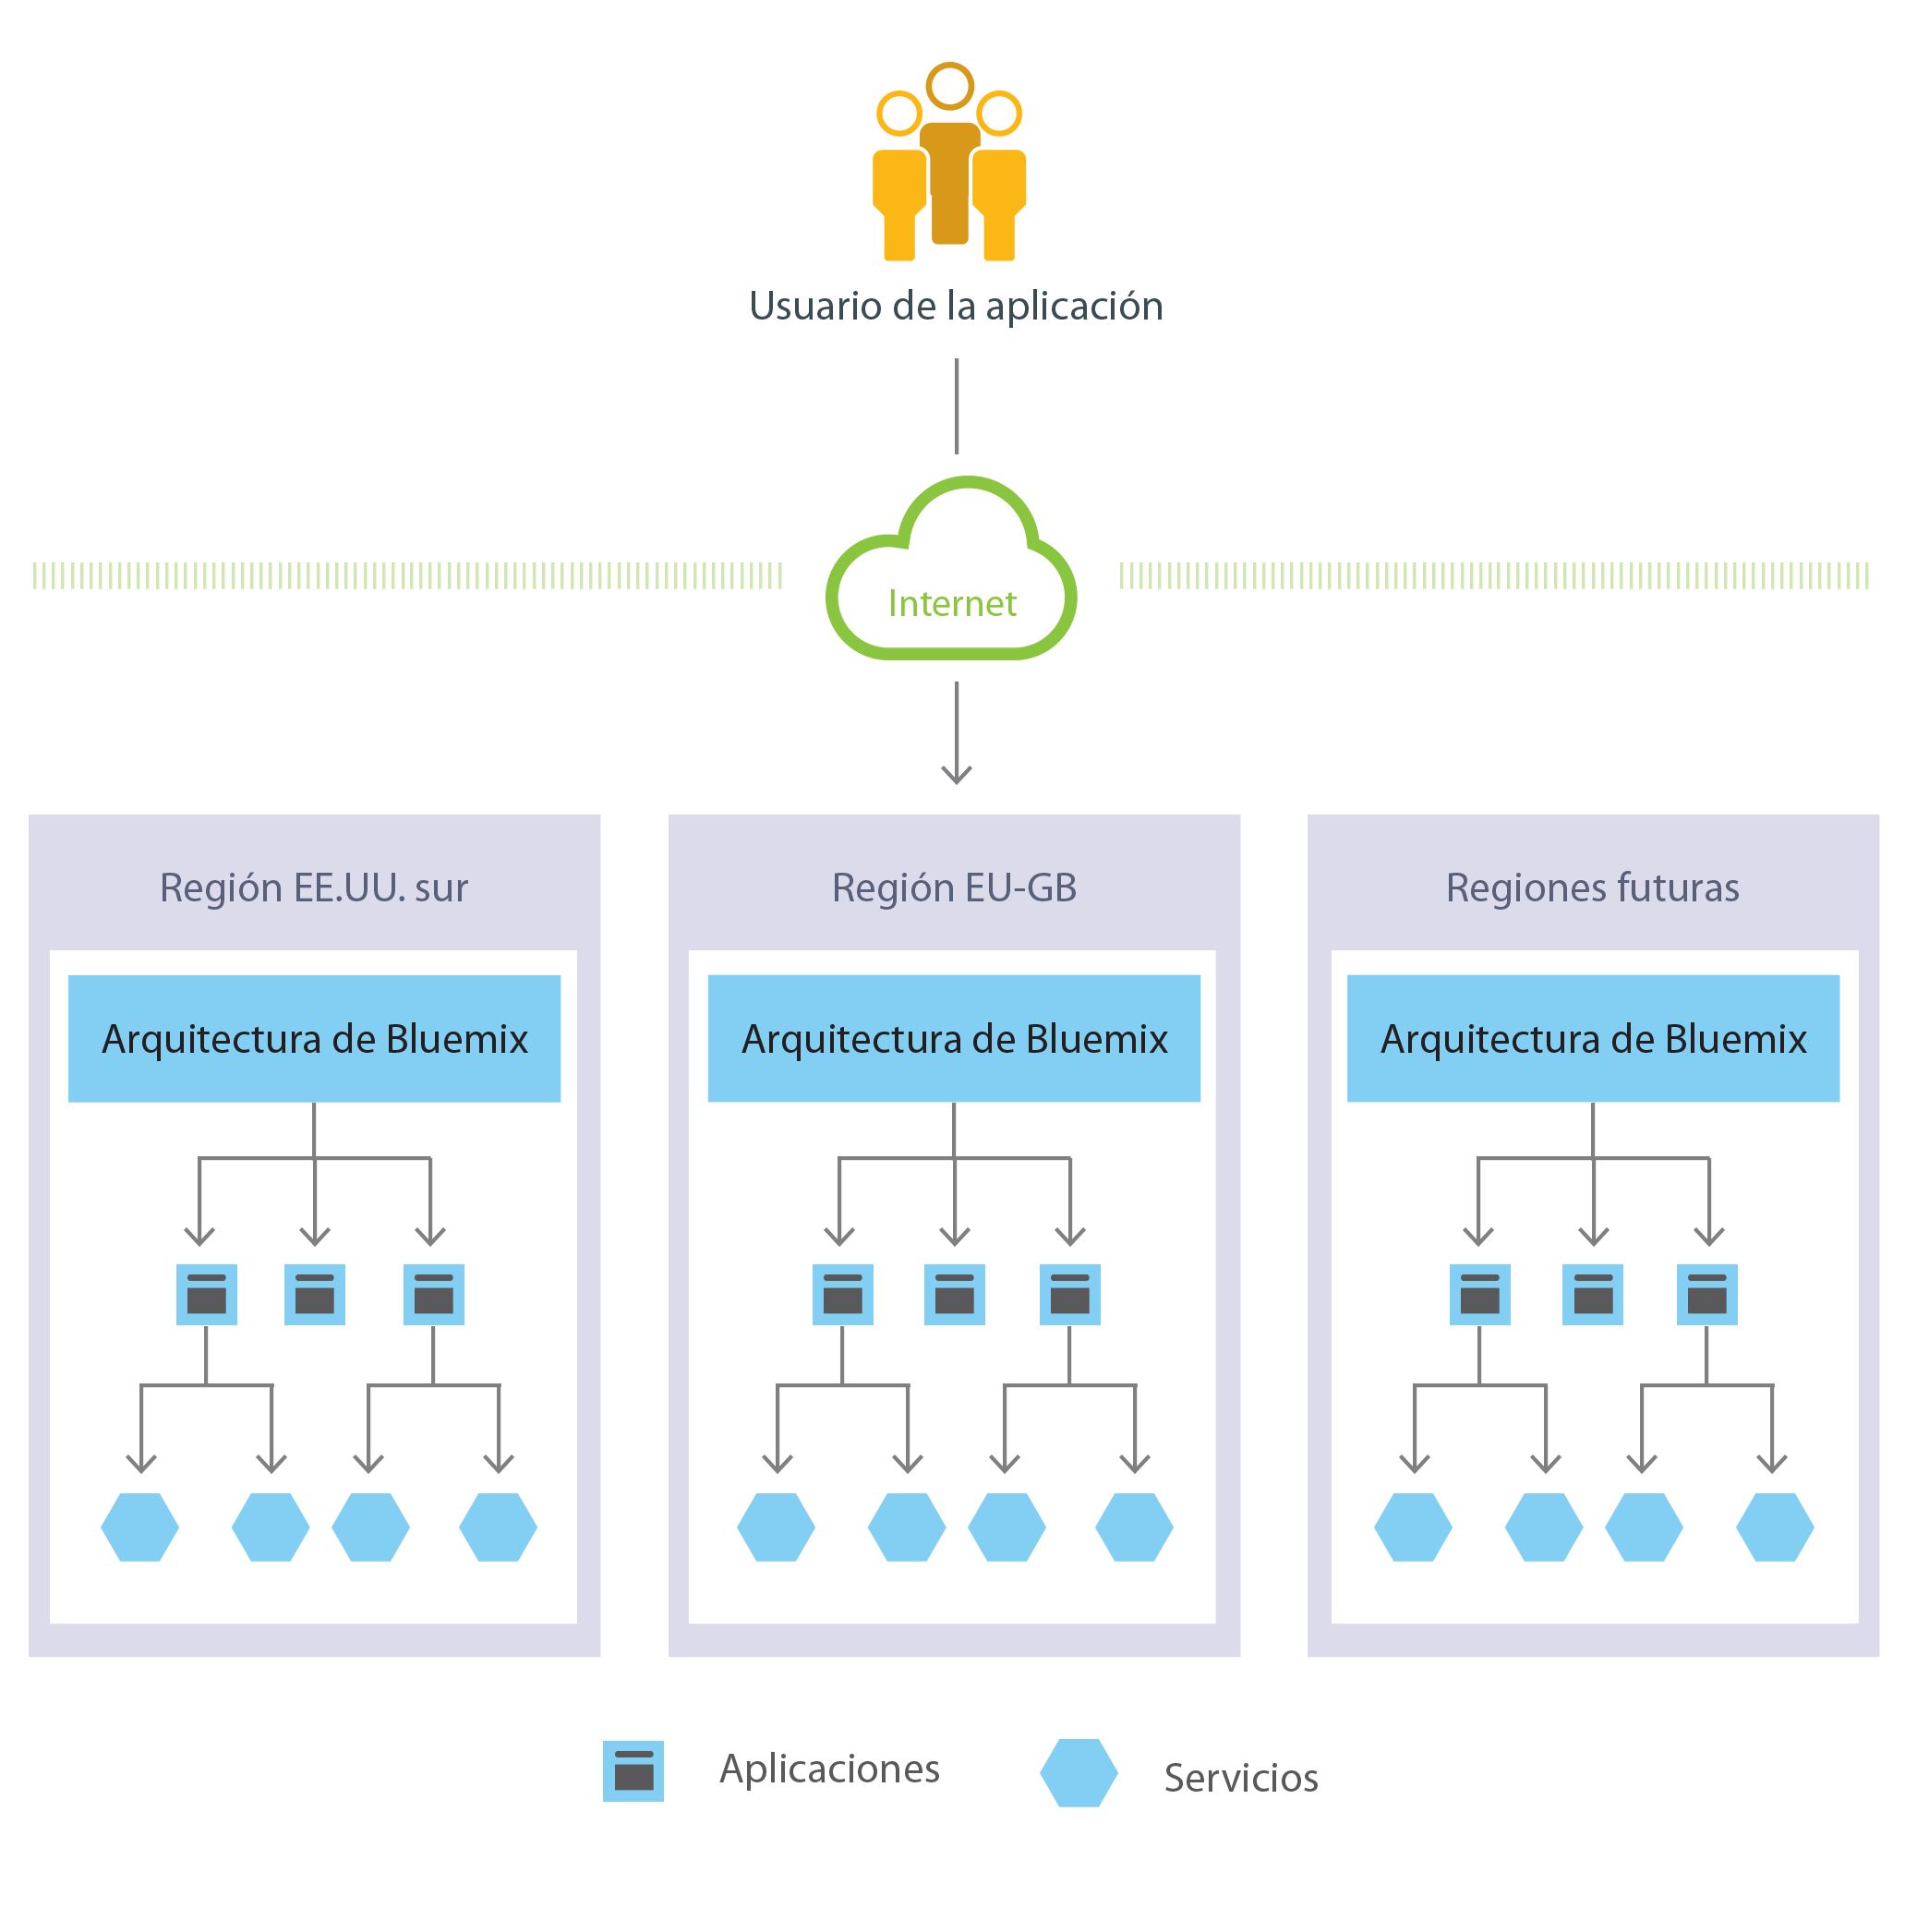 Usuario de la aplicación
Internet
Región EE.UU. sur
Región EU-GB
Regiones futuras
Arquitectura de Bluemix
Arquitectura de Bluemix
Arquitectura de Bluemix
Aplicaciones
Servicios